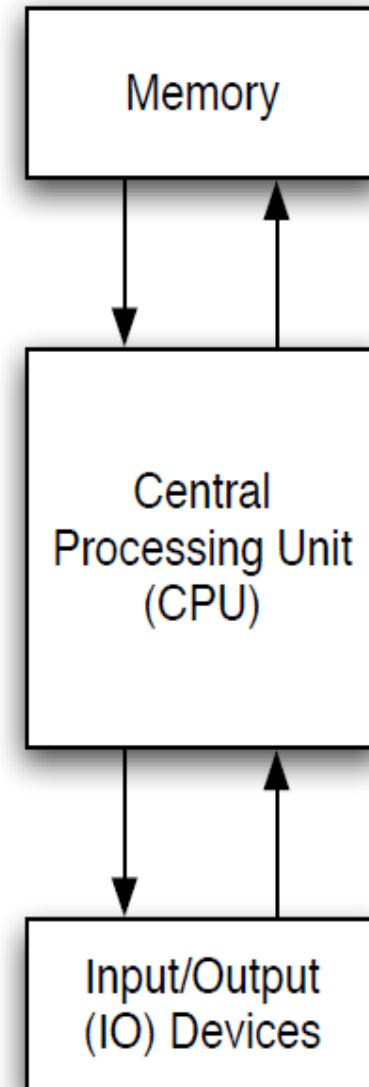 Memory
Central
Processing Unit
(CPU)
Input/Output
(IO) Devices